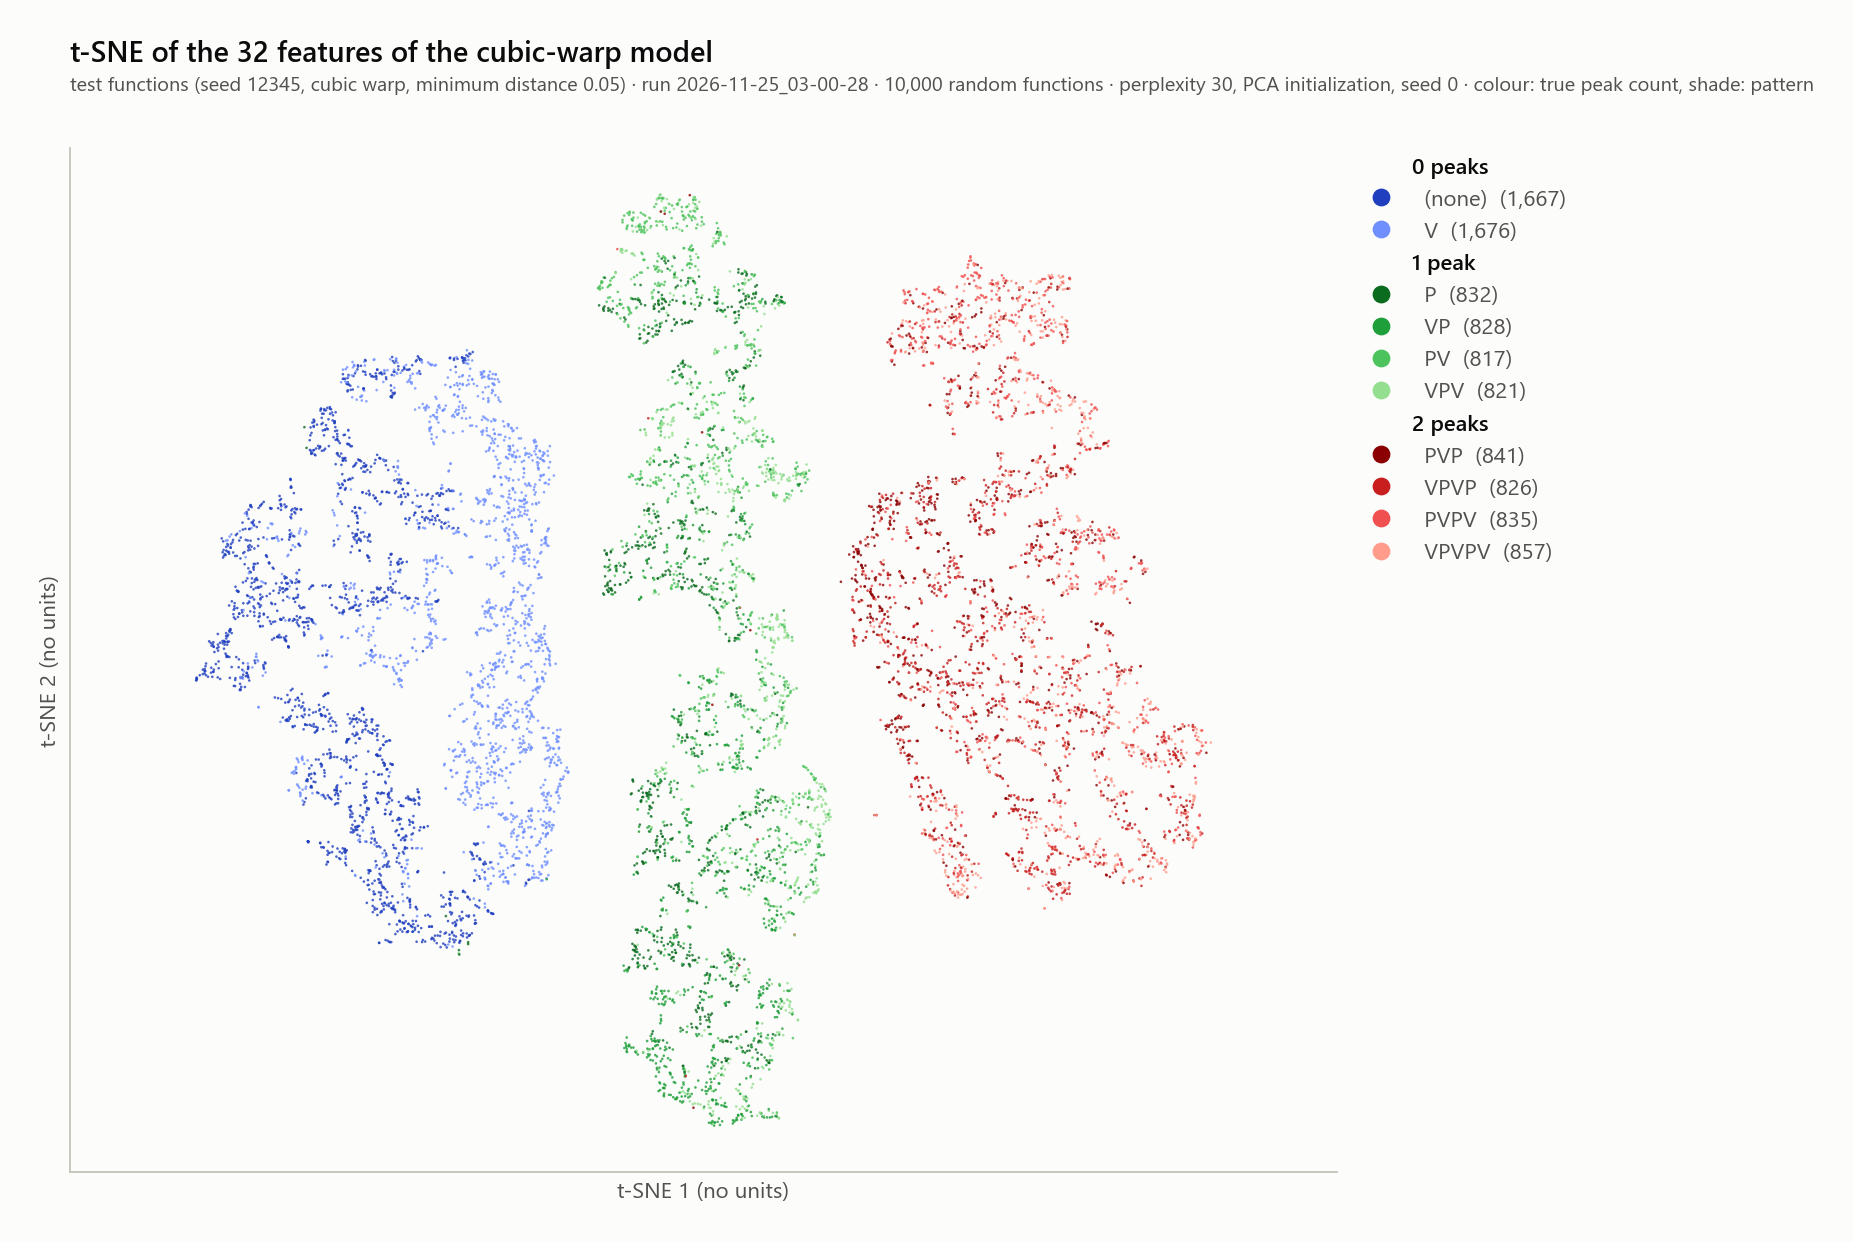 t-SNE of the 32 features of the cubic-warp model
test functions (seed 12345, cubic warp, minimum distance 0.05) · run 2026-11-25_03-00-28 · 10,000 random functions · perplexity 30, PCA initialization, seed 0 · colour: true peak count, shade: pattern
0 peaks
(none) (1,667)
V (1,676)
1 peak
P (832)
VP (828)
PV (817)
VPV (821)
2 peaks
PVP (841)
VPVP (826)
PVPV (835)
VPVPV (857)
t-SNE 2 (no units)
t-SNE 1 (no units)